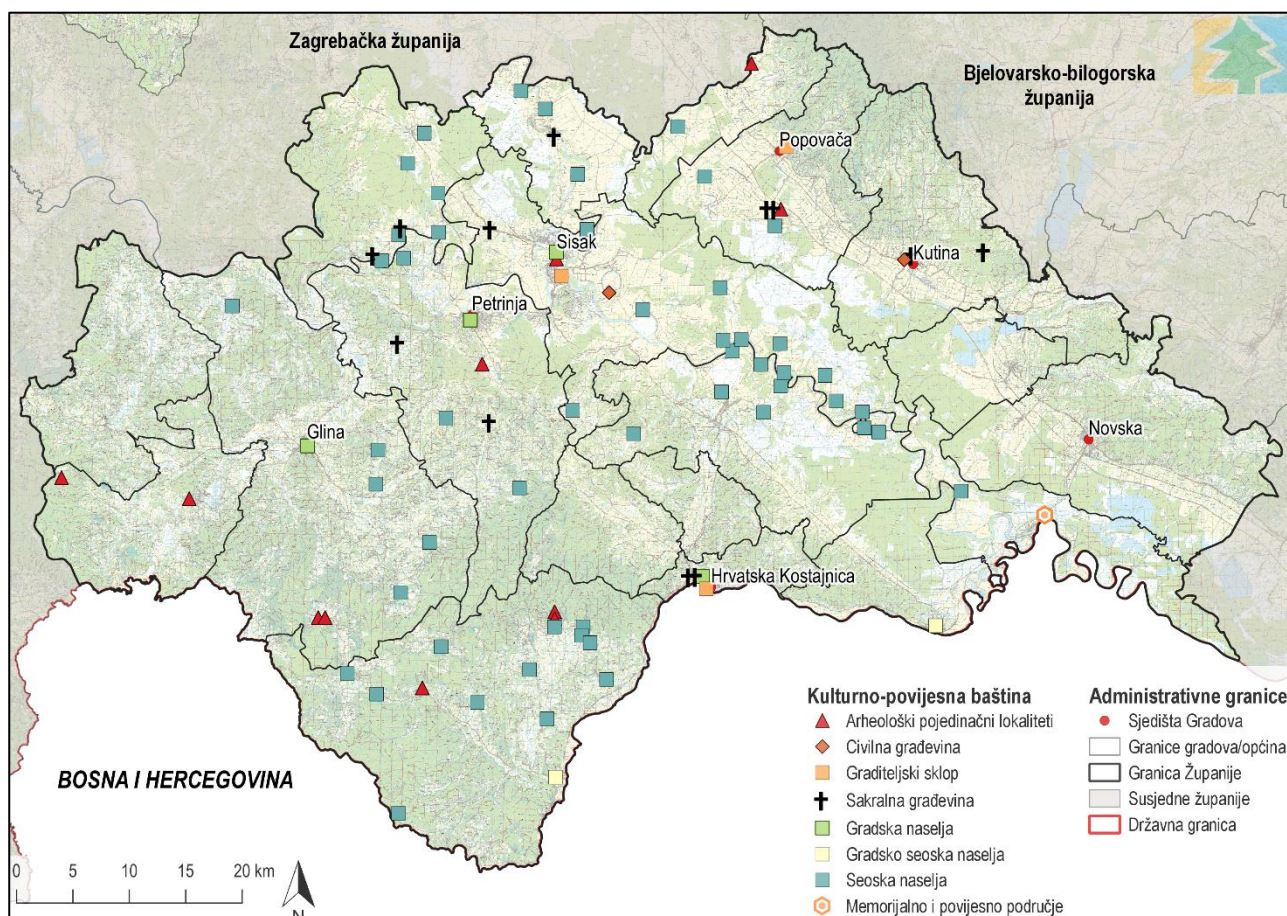 Zagrebačka županija
Bjelovarsko-bilogorska
županija
Popovača
Sisak
Kutina
Petrinja
Glina
Novska
Hrvatska Kostajnica
BOSNA I HERCEGOVINA
0 5 10 15 20 km
N
Kulturno-povijesna baština
Arheološki pojedinačni lokaliteti
Civilna građevina
Graditeljski sklop
Sakralna građevina
Gradska naselja
Gradsko seoska naselja
Seoska naselja
Memorijalno i povijesno područje
Administrativne granice
Sjedišta Gradova
Granice gradova/općina
Granica Županije
Susjedne županije
Državna granica